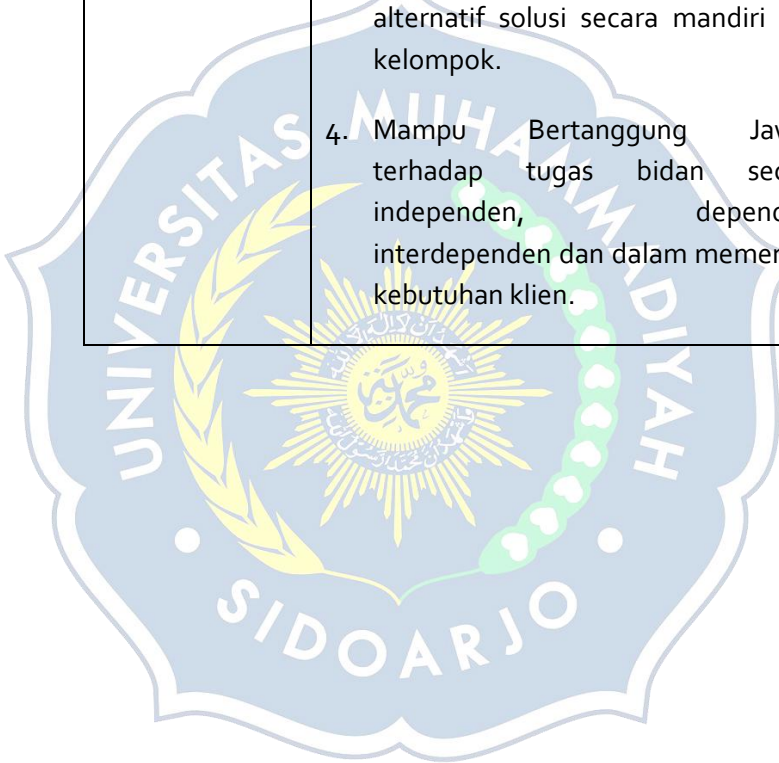 alternatif solusi secara mandiri
kelompok.
4. Mampu Bertanggung
terhadap tugas bidan
independen,
interdependen dan dalam
kebutuhan klien.
UNIVERSITAS MUHAMMADIYAH
SIDOARJO